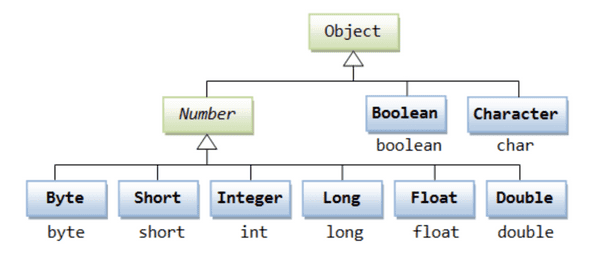 Object
Number
Boolean
Character
boolean
char
Byte
Short
Integer
Long
Float
Double
byte
short
int
long
float
double